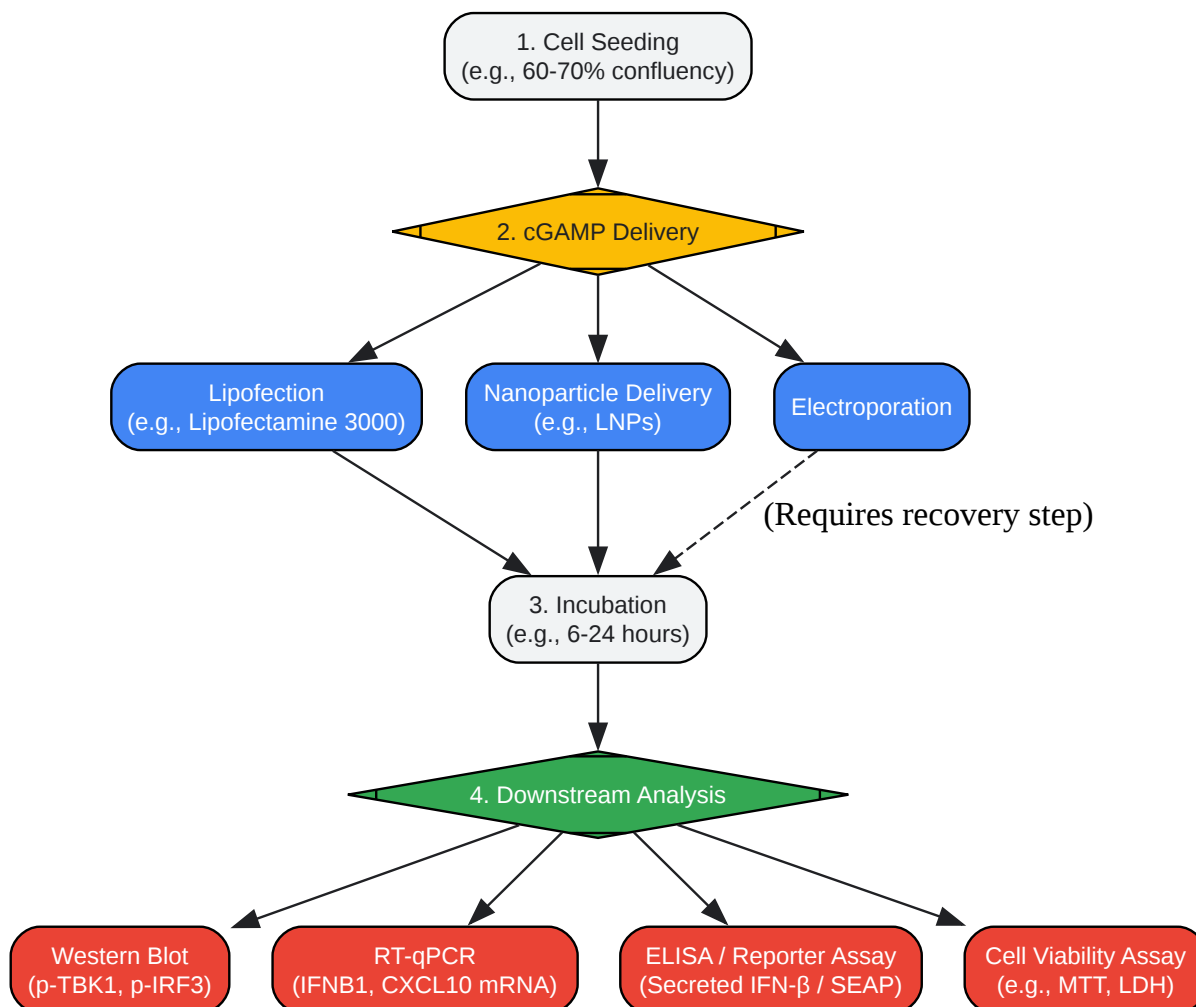 1. Cell Seeding
(e.g., 60-70% confluency)
2. cGAMP Delivery
Lipofection
(e.g., Lipofectamine 3000)
Nanoparticle Delivery
(e.g., LNPs)
Electroporation
(Requires recovery step)
3. Incubation
(e.g., 6-24 hours)
4. Downstream Analysis
Western Blot
(p-TBK1, p-IRF3)
RT-qPCR
(IFNB1, CXCL10 mRNA)
ELISA / Reporter Assay
(Secreted IFN-β / SEAP)
Cell Viability Assay
(e.g., MTT, LDH)